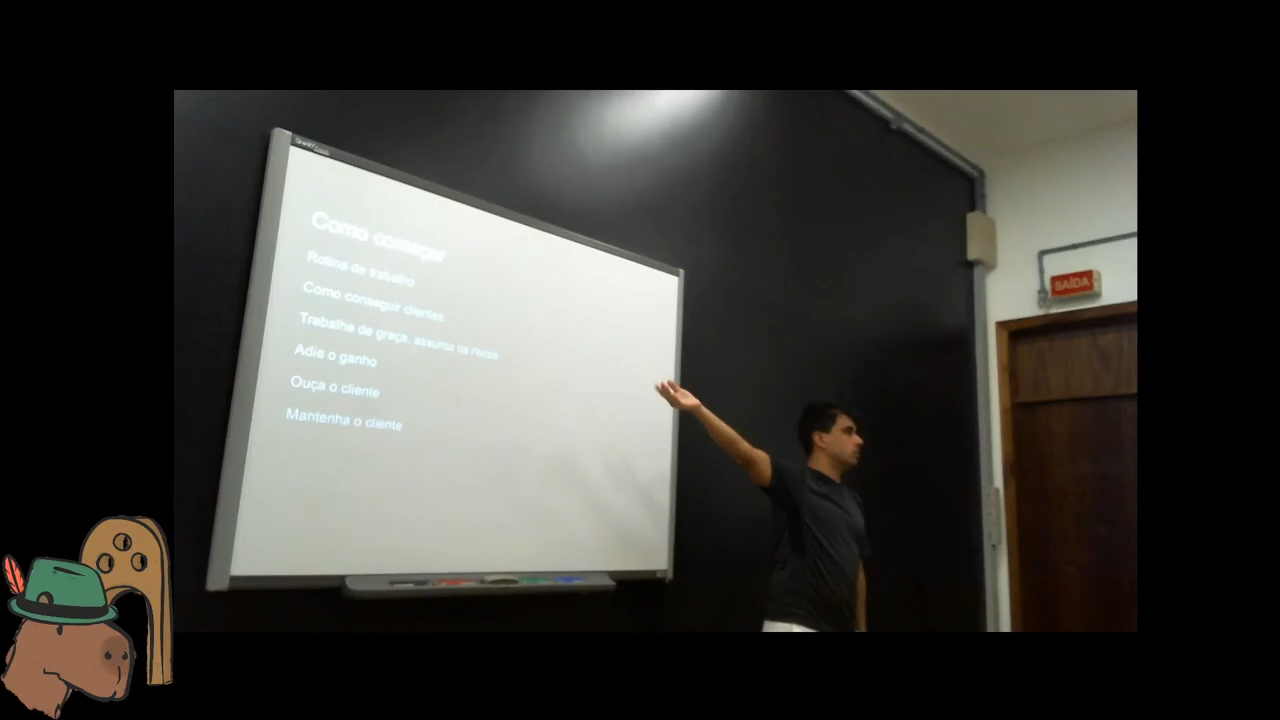 Como começar
Rotina de trabalho
Como conseguir clientes
Trabalhe de graça, assuma os riscos
Adie o ganho
Ouça o cliente
Mantenha o cliente
SAÍDA